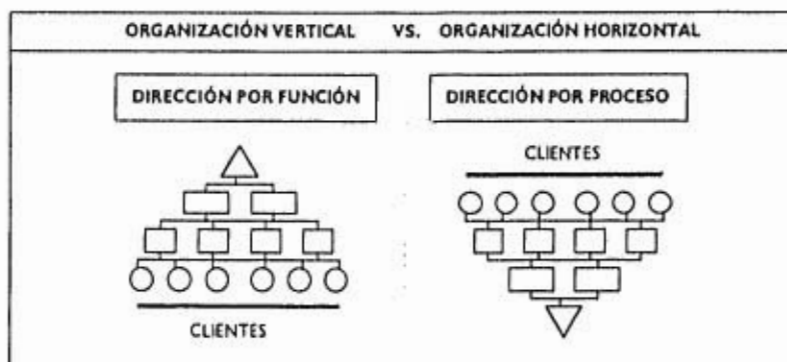 ORGANIZACIÓN VERTICAL VS. ORGANIZACIÓN HORIZONTAL
DIRECCIÓN POR FUNCIÓN
DIRECCIÓN POR PROCESO
CLIENTES
CLIENTES